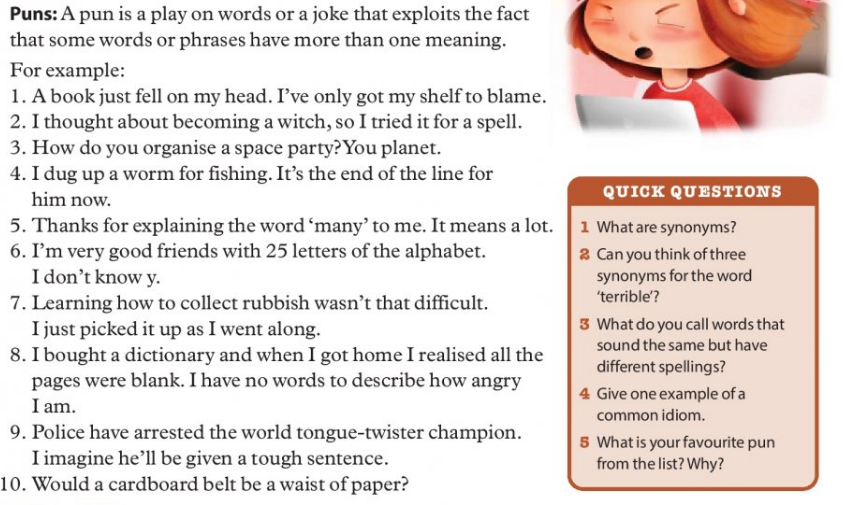 Puns: A pun is a play on words or a joke that exploits the fact
that some words or phrases have more than one meaning.
For example:
1. A book just fell on my head. I've only got my shelf to blame.
2. I thought about becoming a witch, so I tried it for a spell.
3. How do you organise a space party? You planet.
4. I dug up a worm for fishing. It's the end of the line for
him now.
5. Thanks for explaining the word 'many' to me. It means a lot.
6. I'm very good friends with 25 letters of the alphabet.
I don't know y.
7. Learning how to collect rubbish wasn't that difficult.
I just picked it up as I went along.
8. I bought a dictionary and when I got home I realised all the
pages were blank. I have no words to describe how angry
I am.
9. Police have arrested the world tongue-twister champion.
I imagine he'll be given a tough sentence.
10. Would a cardboard belt be a waist of paper?
QUICK QUESTIONS
1 What are synonyms?
2 Can you think of three
synonyms for the word
'terrible'?
3 What do you call words that
sound the same but have
different spellings?
4 Give one example of a
common idiom.
5 What is your favourite pun
from the list? Why?